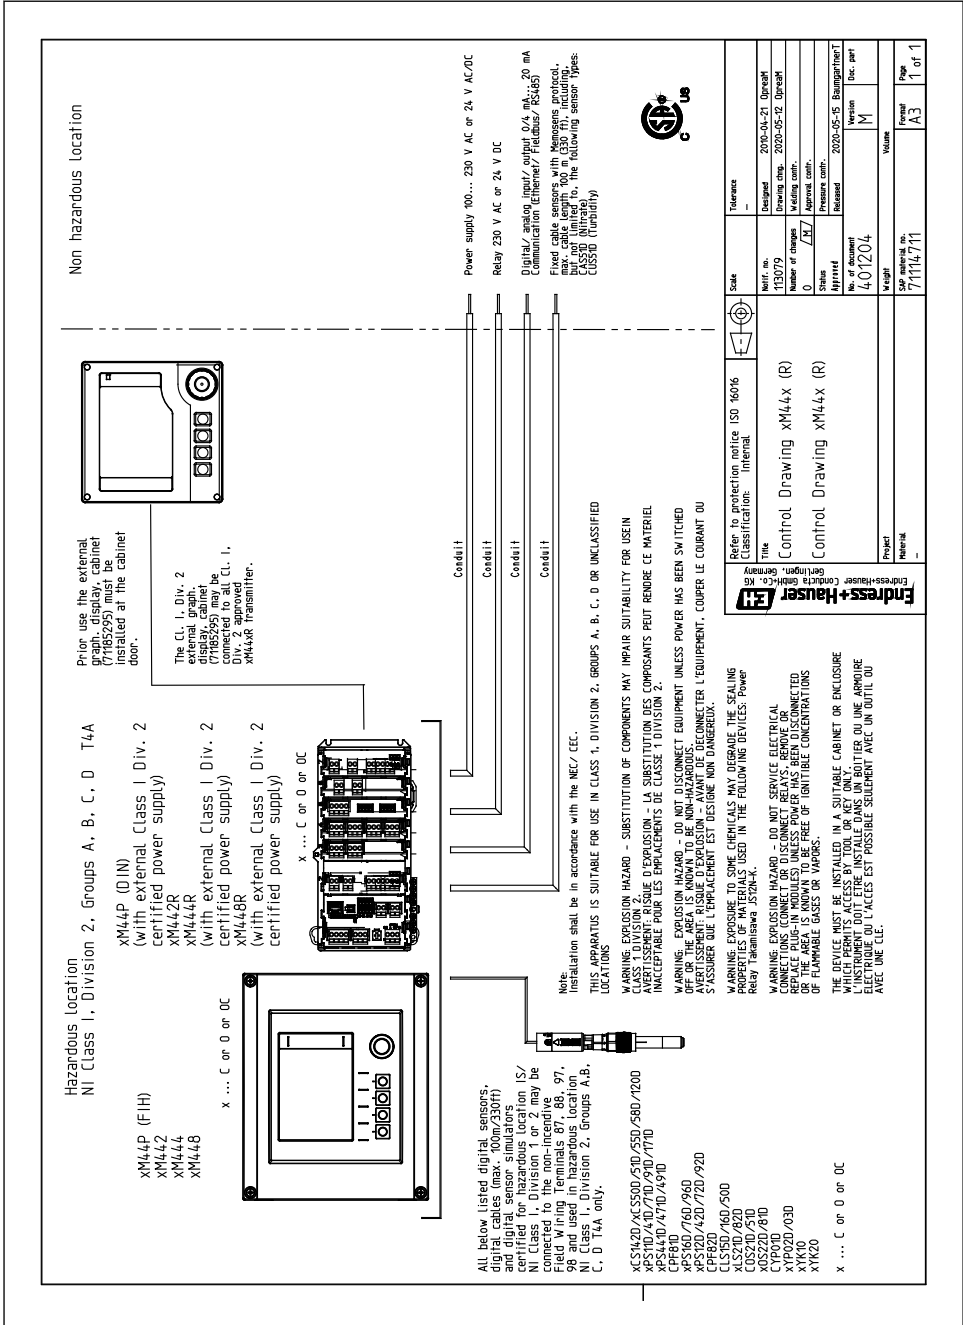 Hazardous location
NI Class I, Division 2, Groups A, B, C, D   T4A
Non hazardous location
xM44P (FIH)
xM442
xM444
xM448
x ... C or O or OC
xM44P (DIN)
(with external Class I Div. 2
certified power supply)
xM442R
xM444R
(with external Class I Div. 2
certified power supply)
xM448R
(with external Class I Div. 2
certified power supply)
x ... C or O or OC
Prior use the external
graph. display, cabinet
(71185295) must be
installed at the cabinet
door.
The Cl. I, Div. 2
external graph.
display, cabinet
(71185295) may be
connected to all Cl. I,
Div. 2 approved
xM44xR transmitter.
Conduit
Conduit
Conduit
Conduit
Power supply 100... 230 V AC or 24 V AC/DC
Relay 230 V AC or 24 V DC
Digital/ analog input/ output 0/4 mA... 20 mA
Communication (Ethernet/ Fieldbus/ RS485)
Fixed cable sensors with Memosens protocol,
max. cable length 100 m (330 ft), including,
but not limited to, the following sensor types:
CAS51D (Nitrate)
CUS51D (Turbidity)
C
US
All below listed digital sensors,
digital cables (max. 100m/330ft)
and digital sensor simulators
certified for hazardous location IS/
NI Class I, Division 1 or 2 may be
connected to the non-incendive
Field Wiring Terminals 87, 88, 97,
98 and used in hazardous location
NI Class I, Division 2, Groups A,B,
C, D T4A only.
xCS142D/xCS50D/51D/55D/58D/120D
xPS11D/41D/71D/91D/171D
xPS441D/471D/491D
CPF81D
xPS16D/76D/96D
xPS12D/42D/72D/92D
CPF82D
CLS15D/16D/50D
xLS21D/82D
COS21D/51D
xOS22D/81D
CYP01D
xYP02D/03D
xYK10
xYK20
x ... C or O or OC
Note:
Installation shall be in accordance with the NEC/ CEC.
THIS APPARATUS IS SUITABLE FOR USE IN CLASS 1, DIVISION 2, GROUPS A, B, C, D OR UNCLASSIFIED
LOCATIONS
WARNING: EXPLOSION HAZARD - SUBSTITUTION OF COMPONENTS MAY IMPAIR SUITABILITY FOR USEIN
CLASS 1 DIVISION 2.
AVERTISSEMENT: RISQUE D'EXPLOSION - LA SUBSTITUTION DES COMPOSANTS PEUT RENDRE CE MATERIEL
INACCEPTABLE POUR LES EMPLACEMENTS DE CLASSE 1 DIVISION 2.
WARNING: EXPLOSION HAZARD - DO NOT DISCONNECT EQUIPMENT UNLESS POWER HAS BEEN SWITCHED
OFF OR THE AREA IS KNOWN TO BE NON-HAZARDOUS.
AVERTISSEMENT: RISQUE D'EXPLOSION - AVANT DE DECONNECTER L'EQUIPEMENT, COUPER LE COURANT OU
S'ASSURER QUE L'EMPLACEMENT EST DESIGNE NON DANGEREUX.
WARNING: EXPOSURE TO SOME CHEMICALS MAY DEGRADE THE SEALING
PROPERTIES OF MATERIALS USED IN THE FOLLOWING DEVICES: Power
Relay Takamisawa JS12N-K.
WARNING: EXPLOSION HAZARD - DO NOT SERVICE ELECTRICAL
CONNECTIONS (CONNECT OR DISCONNECT RELAYS, REMOVE OR
REPLACE PLUG-IN MODULES) UNLESS POWER HAS BEEN DISCONNECTED
OR THE AREA IS KNOWN TO BE FREE OF IGNITIBLE CONCENTRATIONS
OF FLAMMABLE GASES OR VAPORS.
THE DEVICE MUST BE INSTALLED IN A SUITABLE CABINET OR ENCLOSURE
WHICH PERMITS ACCESS BY TOOL OR KEY ONLY.
L'INSTRUMENT DOIT ETRE INSTALE DANS UN BOITIER OU UNE ARMOIRE
ELECTRIQUE OU L'ACCES EST POSSIBLE SEULEMENT AVEC UN OUTIL OU
AVEC UNE CLE.
Endress+Hauser
Endress+Hauser Conducta GmbH+Co. KG
Gerlingen, Germany
Refer to protection notice ISO 16016
Classification:   Internal
Title
Control Drawing xM44x (R)
Control Drawing xM44x (R)
Project
Material
-
Scale
Tolerance
-
Notif. no.
113079
Number of changes
0
/M/
Status
Approved
Designed   2010-04-21 OpreaM
Drawing chng.   2020-05-12 OpreaM
Welding contr.
Approval contr.
Pressure contr.
Released   2020-05-15 BaumgartnerT
No. of document
401204
Version
M
Doc. part
Weight
Volume
SAP material no.
71114711
Format
A3
Page
1 of 1